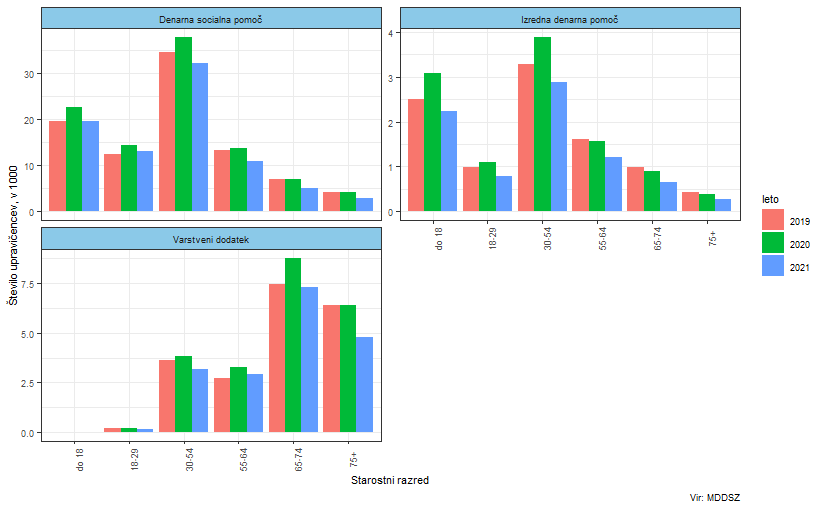 Denarna socialna pomoč
Izredna denarna pomoč
30
20
10
0
4
3
2
1
0
do 18
18-29
30-54
55-64
65-74
75+
Varstveni dodatek
7.5
5.0
2.5
0.0
do 18
18-29
30-54
55-64
65-74
75+
Število upravičencev, v 1000
Starostni razred
leto
2019
2020
2021
Vir: MDDSZ